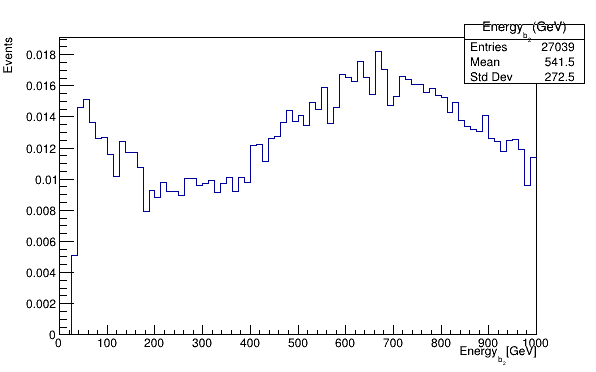 Energy_b_2 (GeV)
Entries 27039
Mean 541.5
Std Dev 272.5
Events
0.018
0.016
0.014
0.012
0.01
0.008
0.006
0.004
0.002
0
0 100 200 300 400 500 600 700 800 900 1000
Energy_b_2 [GeV]